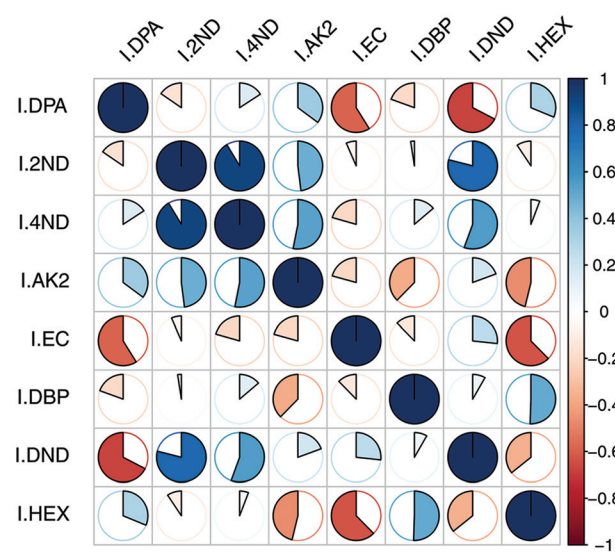 I.DPA I.2ND I.4ND I.AK2 I.EC I.DBP I.DND I.HEX
I.DPA
I.2ND
I.4ND
I.AK2
I.EC
I.DBP
I.DND
I.HEX
1
0.8
0.6
0.4
0.2
0
−0.2
−0.4
−0.6
−0.8
−1